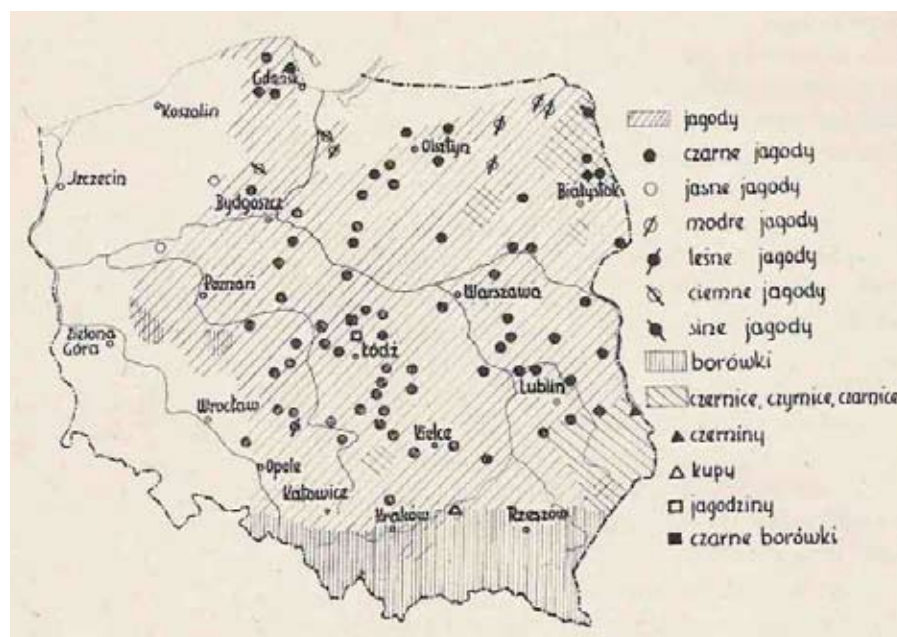 Gdańsk
Koszalin
Olsztyn
Szczecin
Białystok
Bydgoszcz
Poznań
Warszawa
Zielona
Góra
Łódź
Lublin
Wrocław
Kielce
Opole
Katowice
Kraków
Rzeszów
jagody
czarne jagody
jasne jagody
modre jagody
leśne jagody
ciemne jagody
sine jagody
borówki
czernice, czyrnice, czarnice
czerniny
kupy
jagodziny
czarne borówki